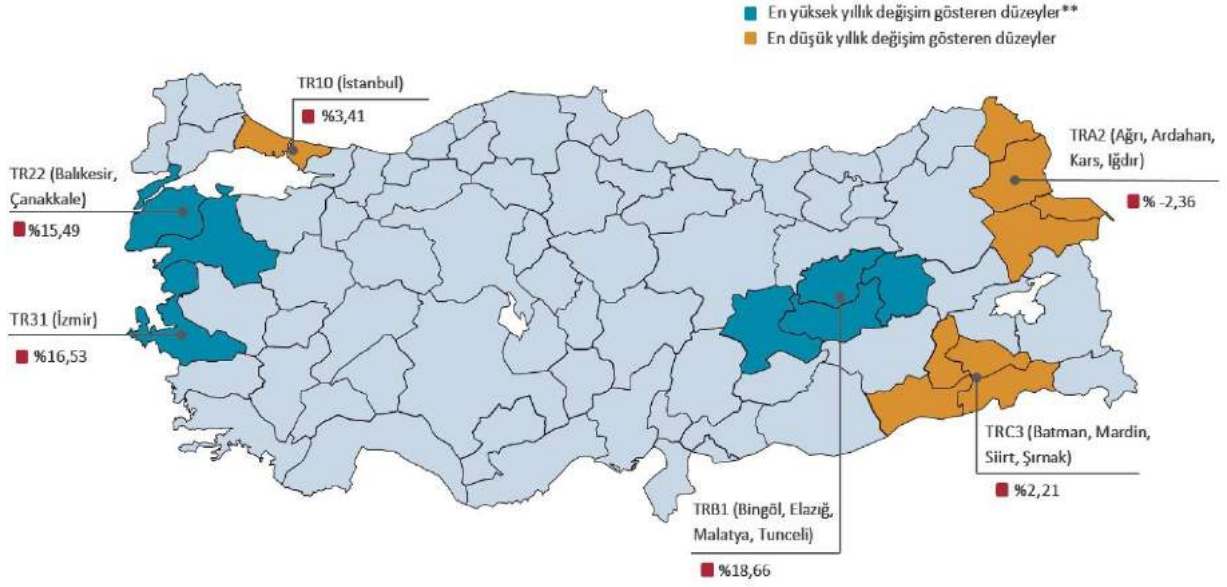 En yüksek yıllık değişim gösteren düzeyler**
En düşük yıllık değişim gösteren düzeyler
TR10 (İstanbul)
%3,41
TRA2 (Ağrı, Ardahan,
Kars, Iğdır)
% -2,36
TR22 (Balıkesir,
Çanakkale)
%15,49
TR31 (İzmir)
%16,53
TRC3 (Batman, Mardin,
Siirt, Şırnak)
%2,21
TRB1 (Bingöl, Elazığ,
Malatya, Tunceli)
%18,66